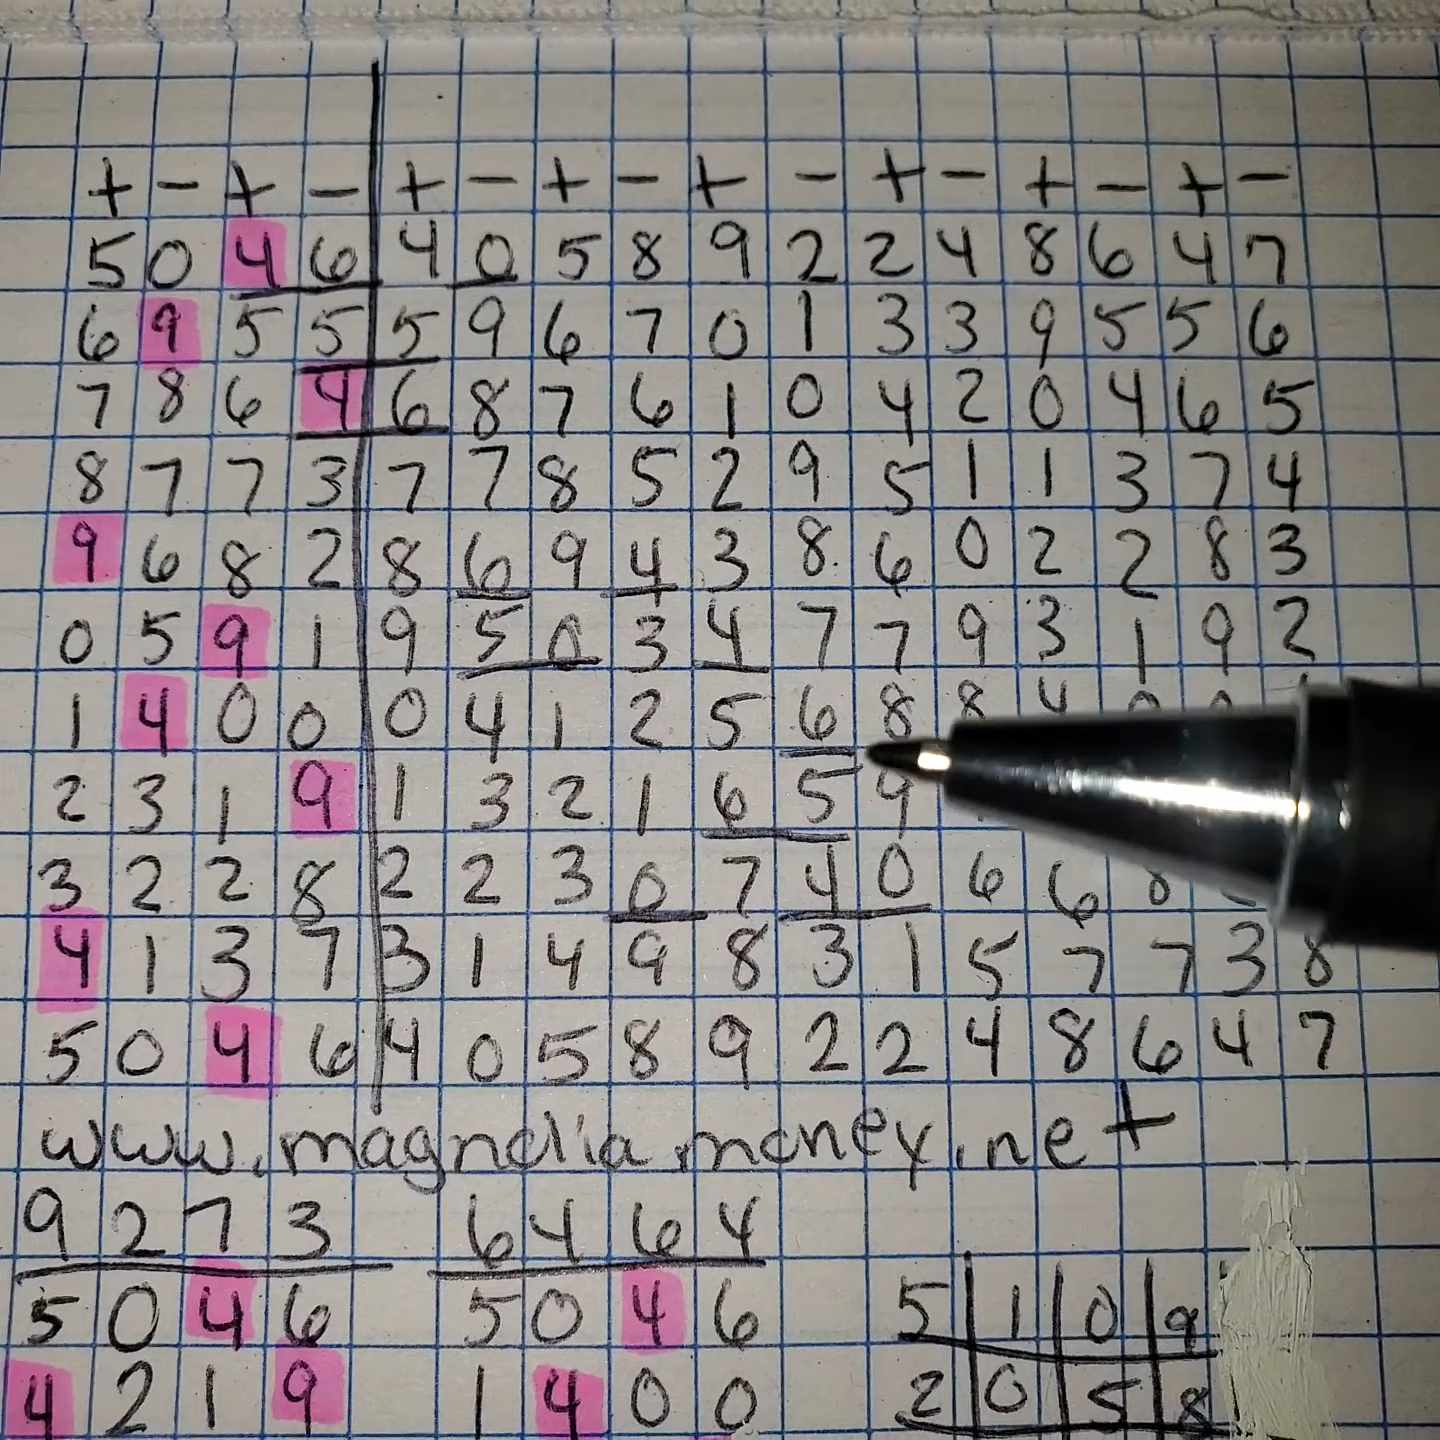 + - + - + - + - + - + - + - + -
5 0 4 6 4 0 5 8 9 2 2 4 8 6 4 7
6 9 5 5 5 9 6 7 0 1 3 3 9 5 5 6
7 8 6 4 6 8 7 6 1 0 4 2 0 4 6 5
8 7 7 3 7 7 8 5 2 9 5 1 1 3 7 4
9 6 8 2 8 6 9 4 3 8 6 0 2 2 8 3
0 5 9 1 9 5 0 3 4 7 7 9 3 1 9 2
1 4 0 0 0 4 1 2 5 6 8 8 4
2 3 1 9 1 3 2 1 6 5 9
3 2 2 8 2 2 3 0 7 4 0 6 6 8
4 1 3 7 3 1 4 9 8 3 1 5 7 7 3 8
5 0 4 6 4 0 5 8 9 2 2 4 8 6 4 7
www.magnolia.money.net
9 2 7 3 6 4 6 4
5 0 4 6 5 0 4 6 5 1 0 9
4 2 1 9 1 4 0 0 2 0 5 8